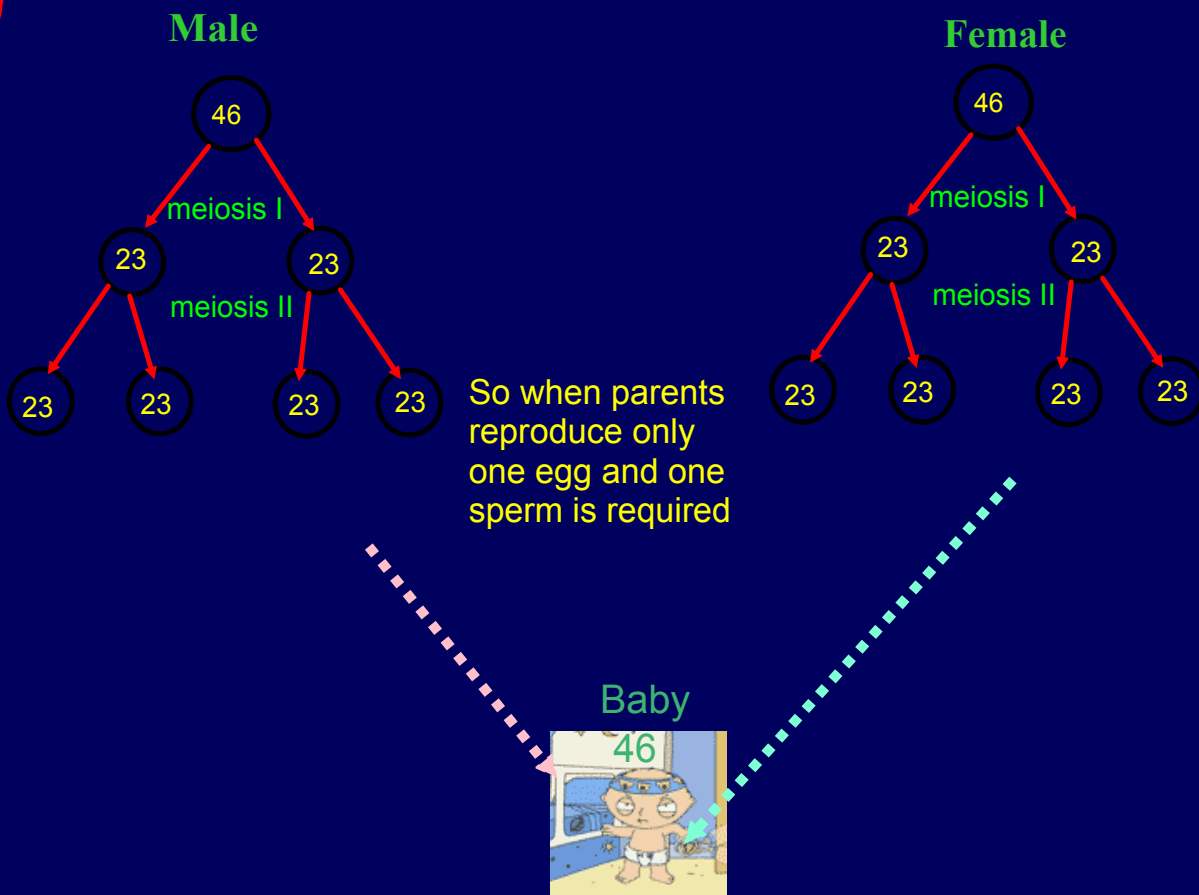 Male
46
meiosis I
23
23
meiosis II
23
23
23
23
Female
46
meiosis I
23
23
meiosis II
23
23
23
23
So when parents
reproduce only
one egg and one
sperm is required
Baby
46